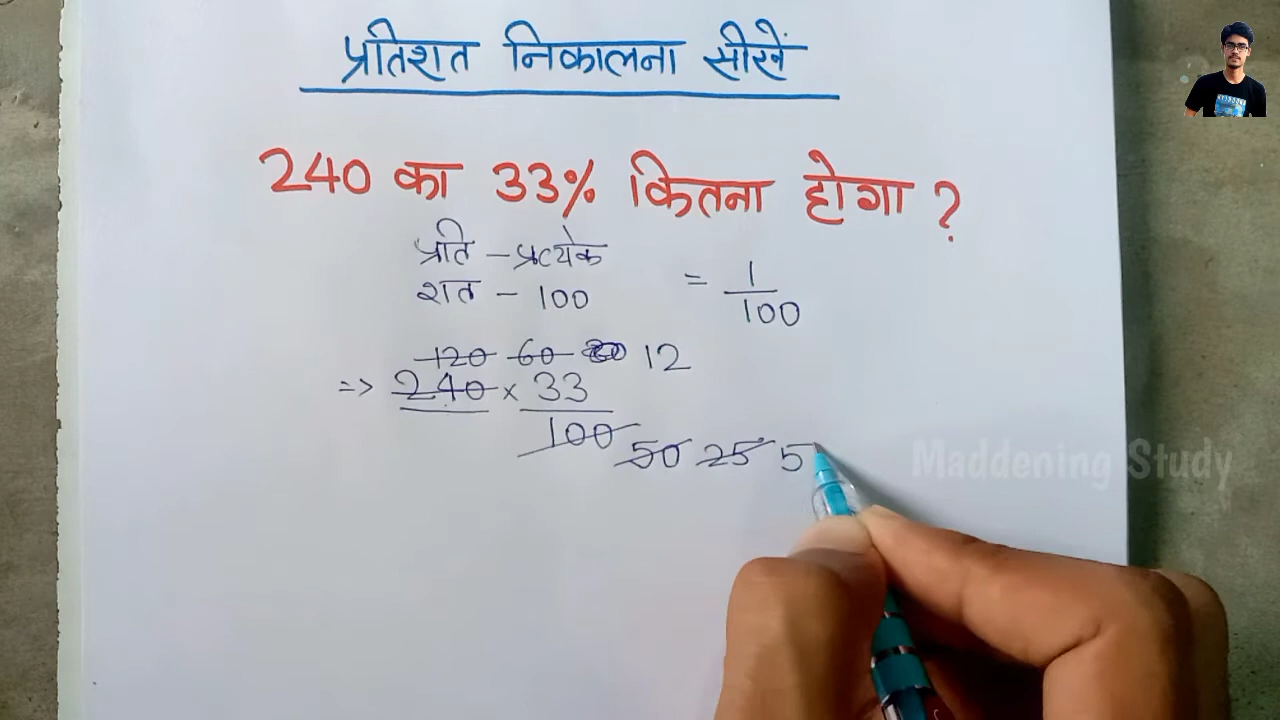 प्रतिशत निकालना सीखें
240 का 33% कितना होगा ?
प्रति – प्रत्येक
शत – 100
= 1/100
120 60 12
=> 240 × 33
100 50 25 5
Maddening Study